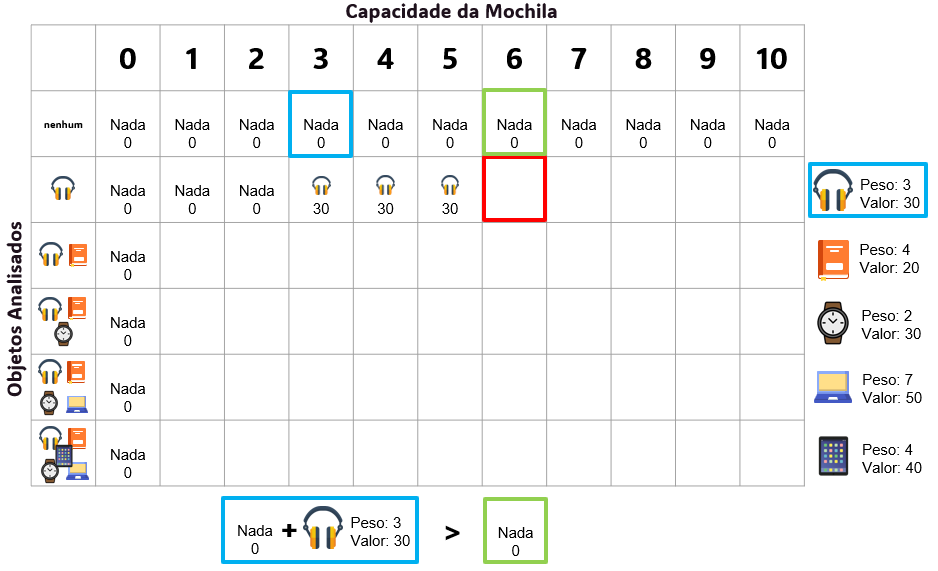 Capacidade da Mochila
0 1 2 3 4 5 6 7 8 9 10
nenhum Nada Nada Nada Nada Nada Nada Nada Nada Nada Nada Nada
0 0 0 0 0 0 0 0 0 0 0
Nada Nada Nada
0 0 0 30 30 30
Nada
0
Nada
0
Nada
0
Nada
0
Objetos Analisados
Peso: 3
Valor: 30
Peso: 4
Valor: 20
Peso: 2
Valor: 30
Peso: 7
Valor: 50
Peso: 4
Valor: 40
Nada + Peso: 3 > Nada
0 Valor: 30 0